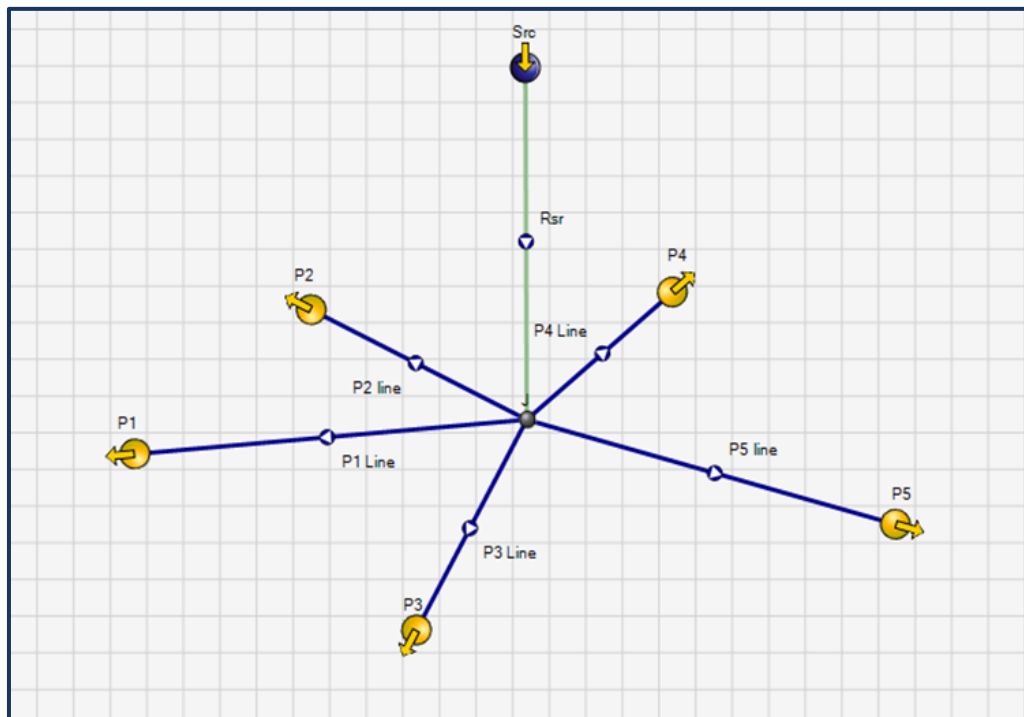 Src
Rsr
P4
P2
P4 Line
P2 line
J
P1
P1 Line
P5 line
P5
P3 Line
P3